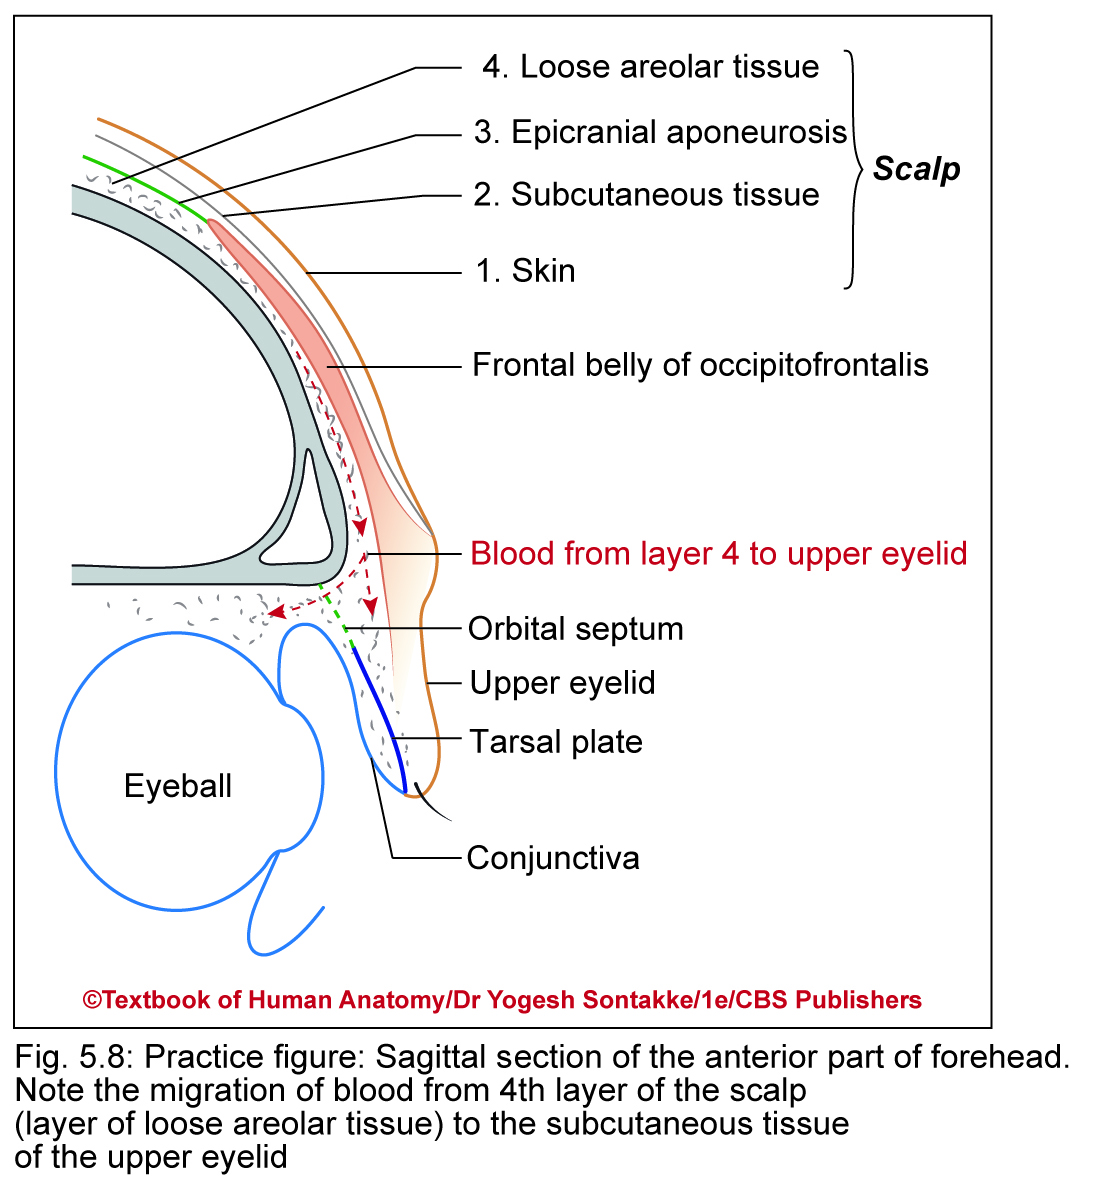 4. Loose areolar tissue
3. Epicranial aponeurosis
Scalp
2. Subcutaneous tissue
1. Skin
Frontal belly of occipitofrontalis
Blood from layer 4 to upper eyelid
Orbital septum
Upper eyelid
Tarsal plate
Eyeball
Conjunctiva
©Textbook of Human Anatomy/Dr Yogesh Sontakke/1e/CBS Publishers
Fig. 5.8: Practice figure: Sagittal section of the anterior part of forehead.
Note the migration of blood from 4th layer of the scalp
(layer of loose areolar tissue) to the subcutaneous tissue
of the upper eyelid